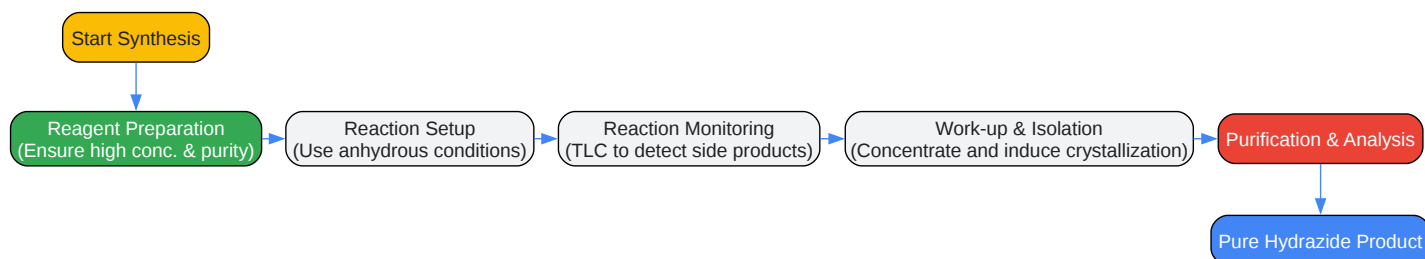 Start Synthesis
Reagent Preparation
(Ensure high conc. & purity)
Reaction Setup
(Use anhydrous conditions)
Reaction Monitoring
(TLC to detect side products)
Work-up & Isolation
(Concentrate and induce crystallization)
Purification & Analysis
Pure Hydrazide Product